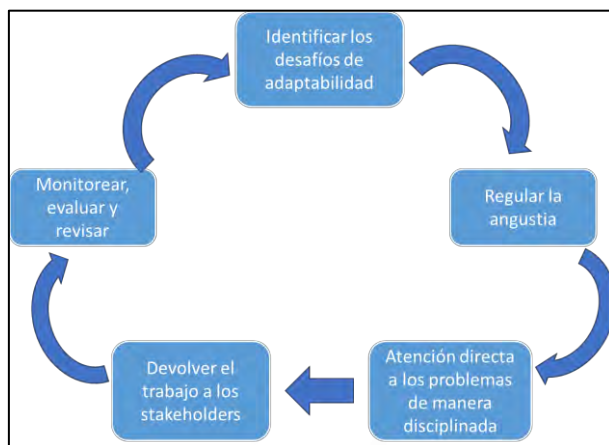 Identificar los
desafíos de
adaptabilidad
Regular la
angustia
Atención directa
a los problemas
de manera
disciplinada
Devolver el
trabajo a los
stakeholders
Monitorear,
evaluar y
revisar